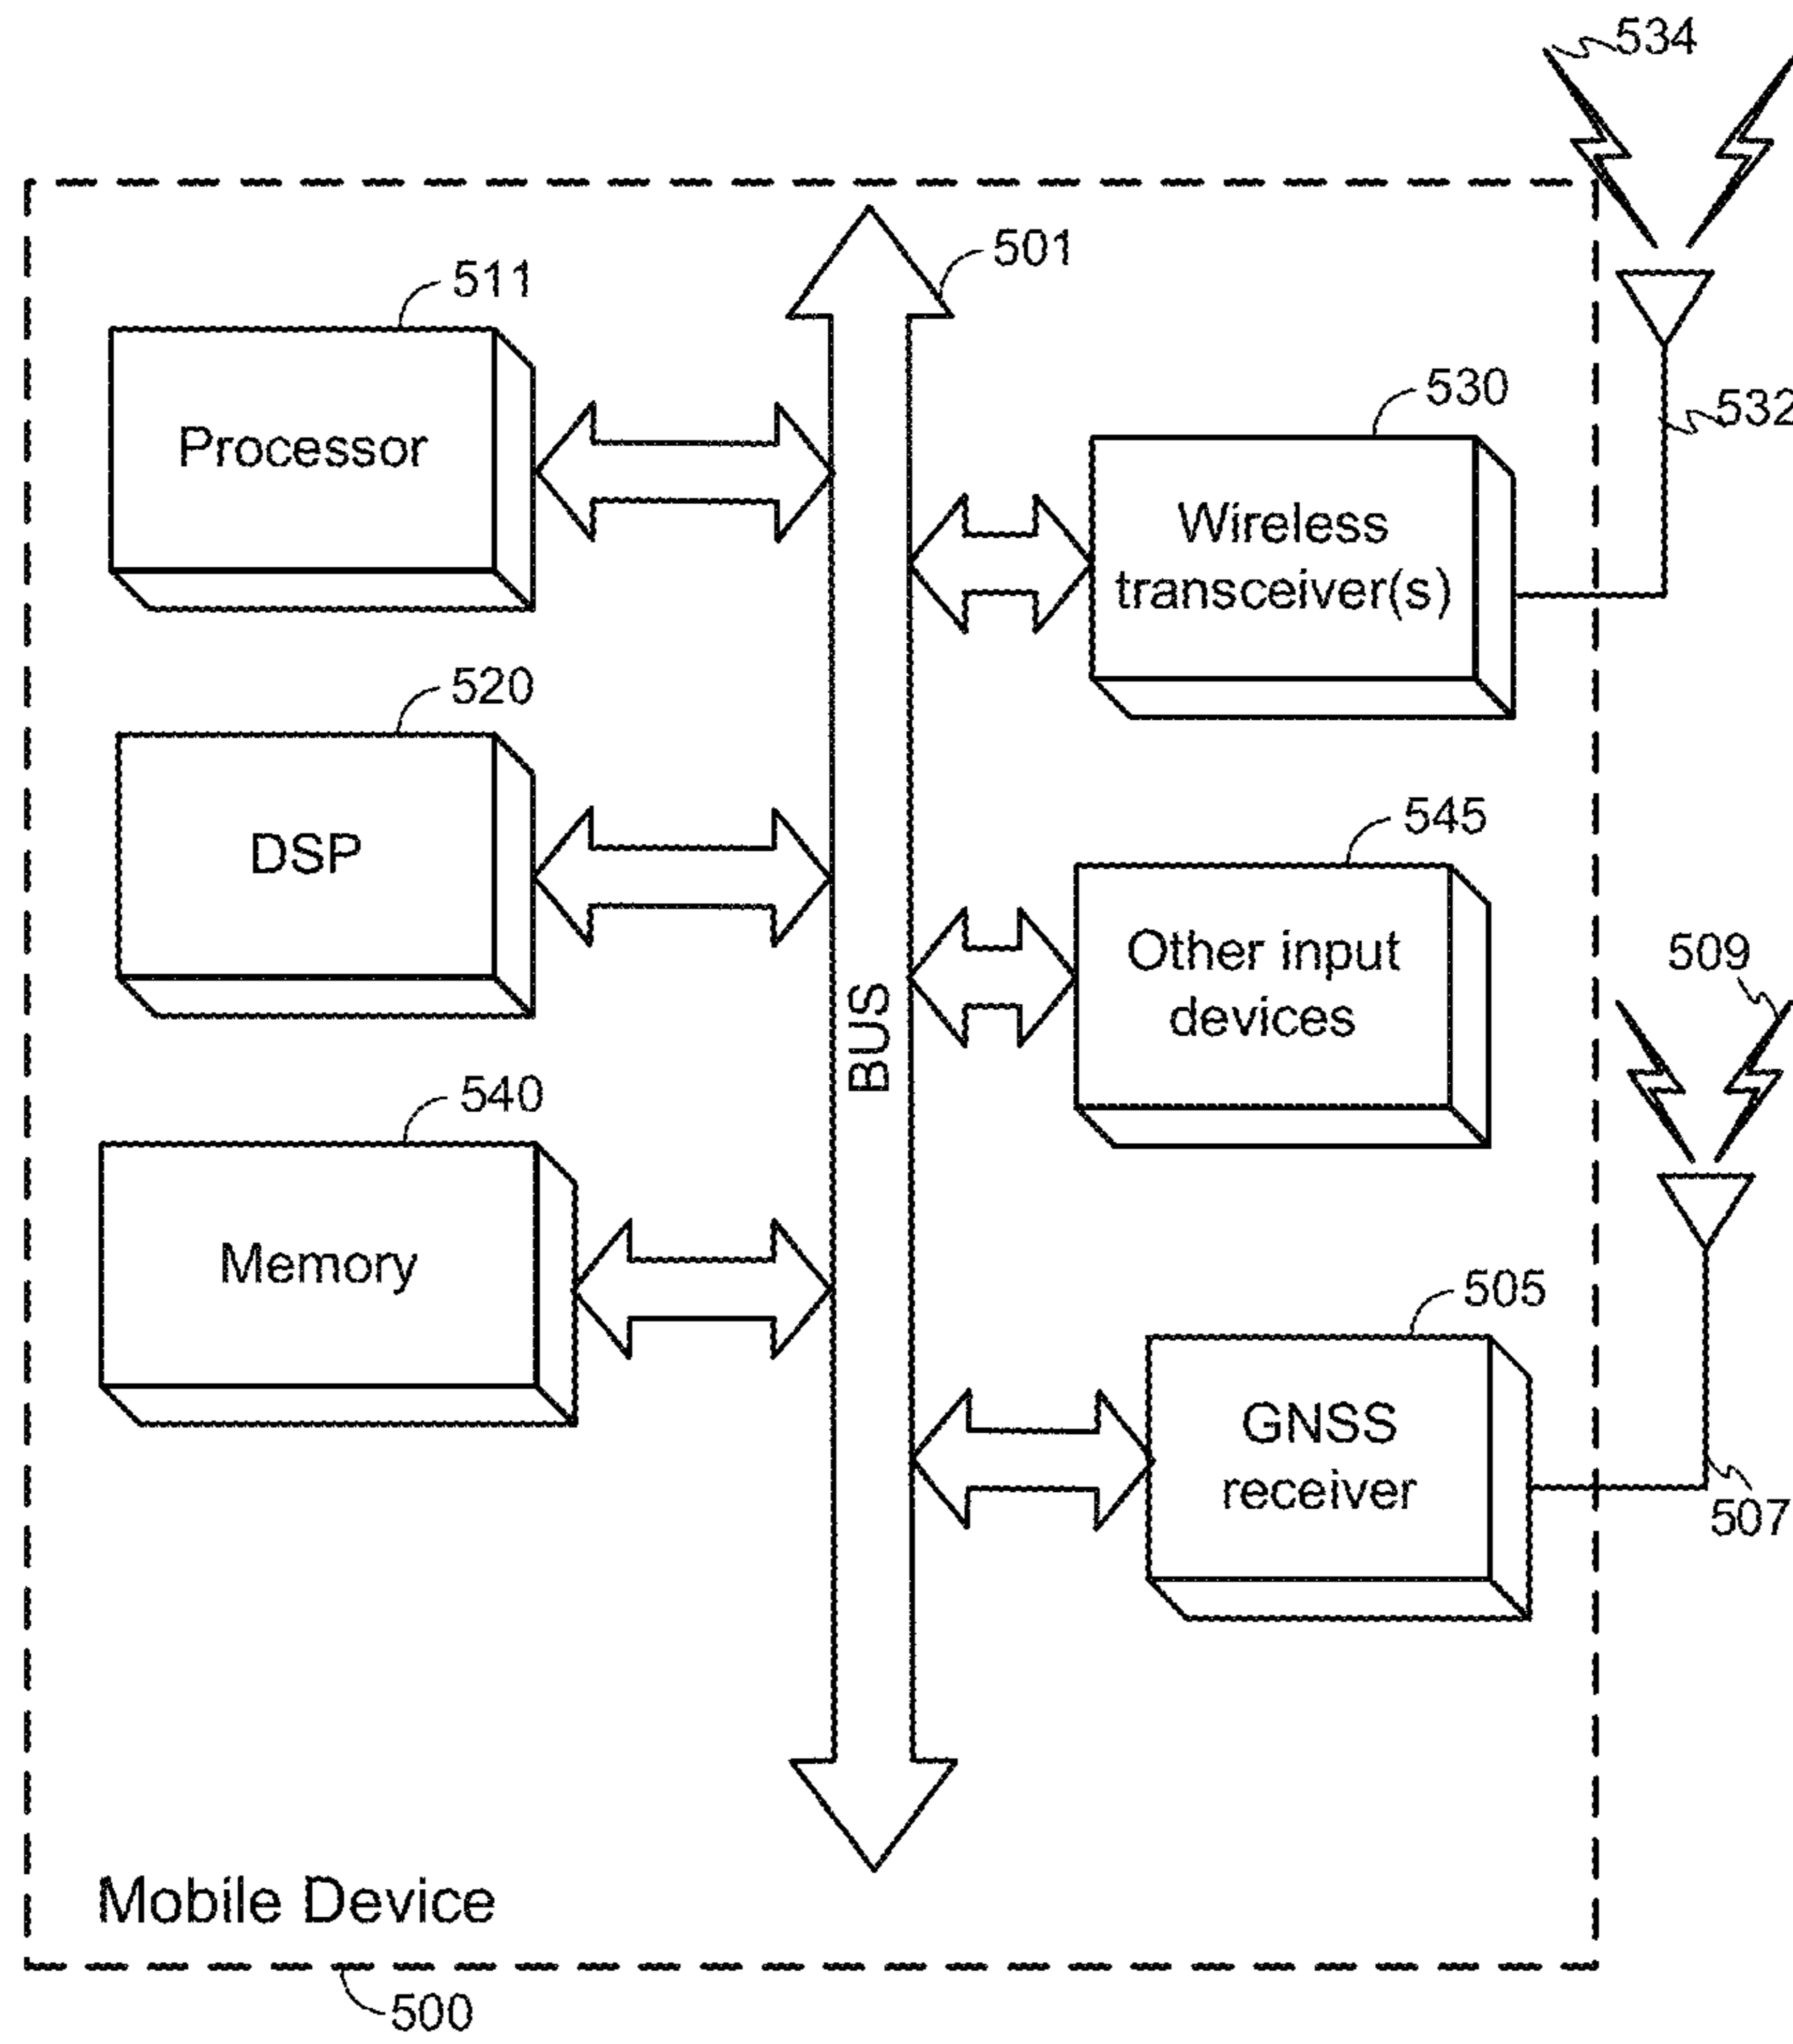 534
501
511
530
532
Processor
Wireless
transceiver(s)
520
545
DSP
Other input
devices
509
BUS
540
Memory
505
GNSS
receiver
507
Mobile Device
500